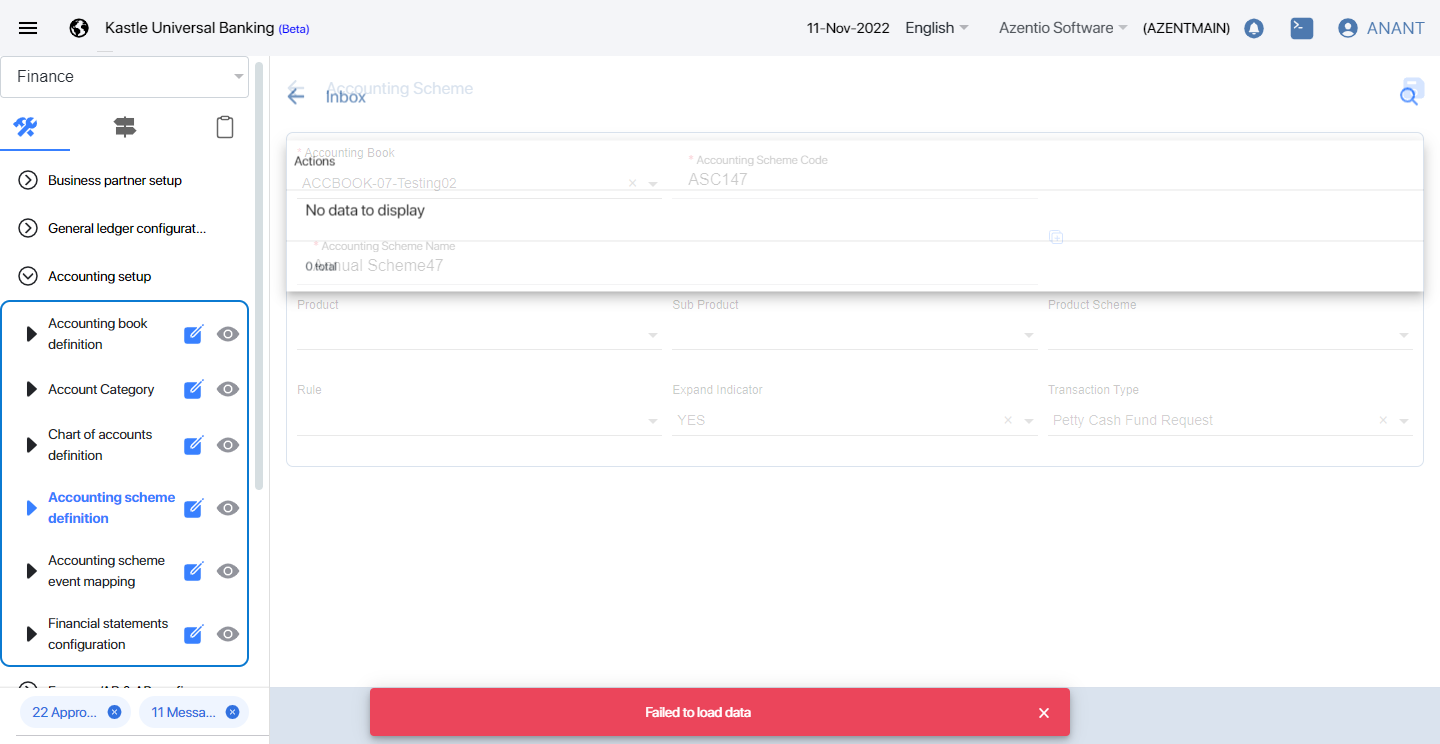 Kastle Universal Banking (Beta)
11-Nov-2022 English Azentio Software (AZENTMAIN) ANANT
Finance
Business partner setup
General ledger configurat...
Accounting setup
Accounting book
definition
Account Category
Chart of accounts
definition
Accounting scheme
definition
Accounting scheme
event mapping
Financial statements
configuration
22 Appro...
11 Messa...
Accounting Scheme
Inbox
* Accounting Book
ACCBOOK-07-Testing02
* Accounting Scheme Code
ASC147
Actions
No data to display
* Accounting Scheme Name
Annual Scheme47
0 total
Product
Sub Product
Product Scheme
Rule
Expand Indicator
YES
Transaction Type
Petty Cash Fund Request
Failed to load data